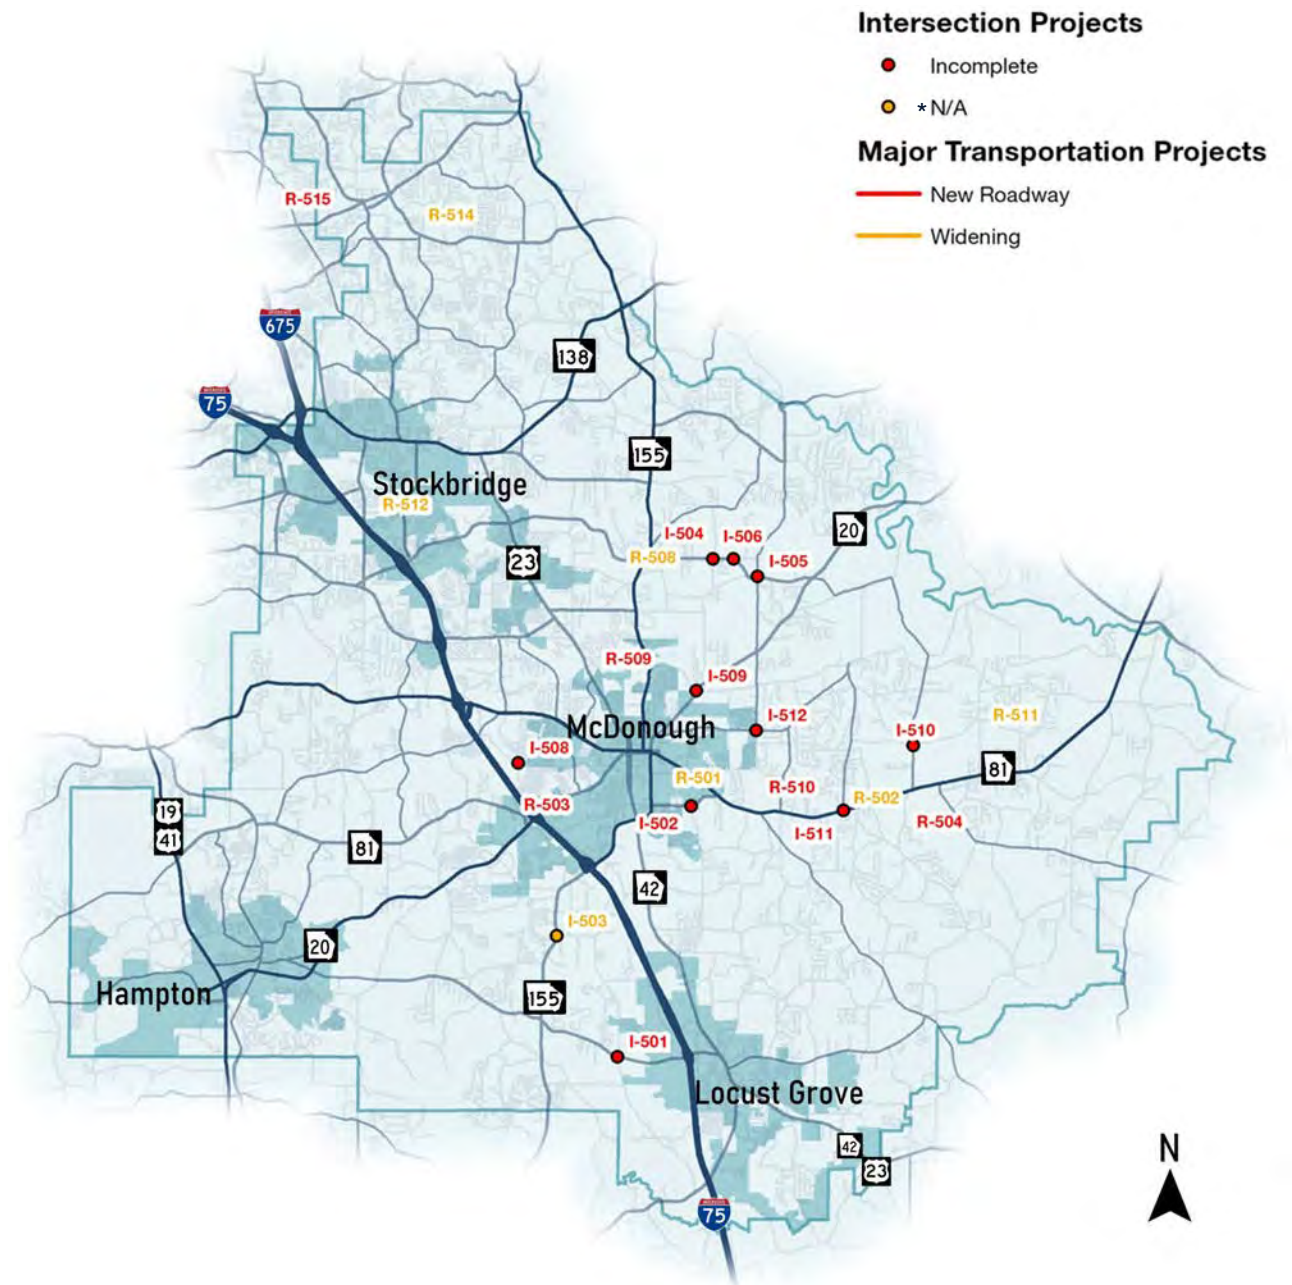 Intersection Projects
Incomplete
*N/A
Major Transportation Projects
New Roadway
Widening
R-515
R-514
675
138
75
155
Stockbridge
R-512
I-504
I-506
20
R-508
23
I-505
R-509
I-509
R-511
McDonough
I-512
I-510
I-508
81
R-501
R-510
R-502
19
R-503
I-502
R-504
I-511
41
81
42
I-503
20
Hampton
155
I-501
Locust Grove
42
N
23
75